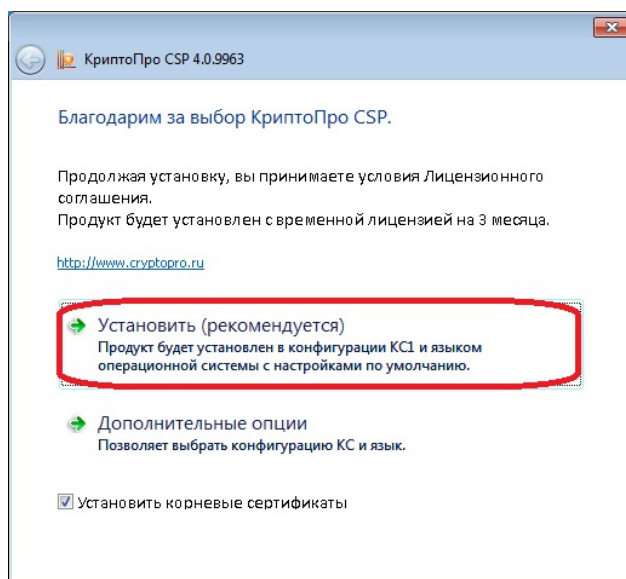 КриптоПро CSP 4.0.9963
Благодарим за выбор КриптоПро CSP.
Продолжая установку, вы принимаете условия Лицензионного
соглашения.
Продукт будет установлен с временной лицензией на 3 месяца.
http://www.cryptopro.ru
Установить (рекомендуется)
Продукт будет установлен в конфигурации КС1 и языком
операционной системы с настройками по умолчанию.
Дополнительные опции
Позволяет выбрать конфигурацию КС и язык.
Установить корневые сертификаты